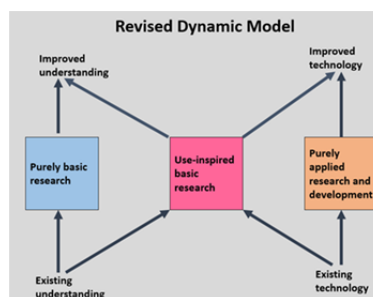 Revised Dynamic Model
Improved
understanding
Improved
technology
Purely basic
research
Use-inspired
basic
research
Purely
applied
research and
development
Existing
understanding
Existing
technology